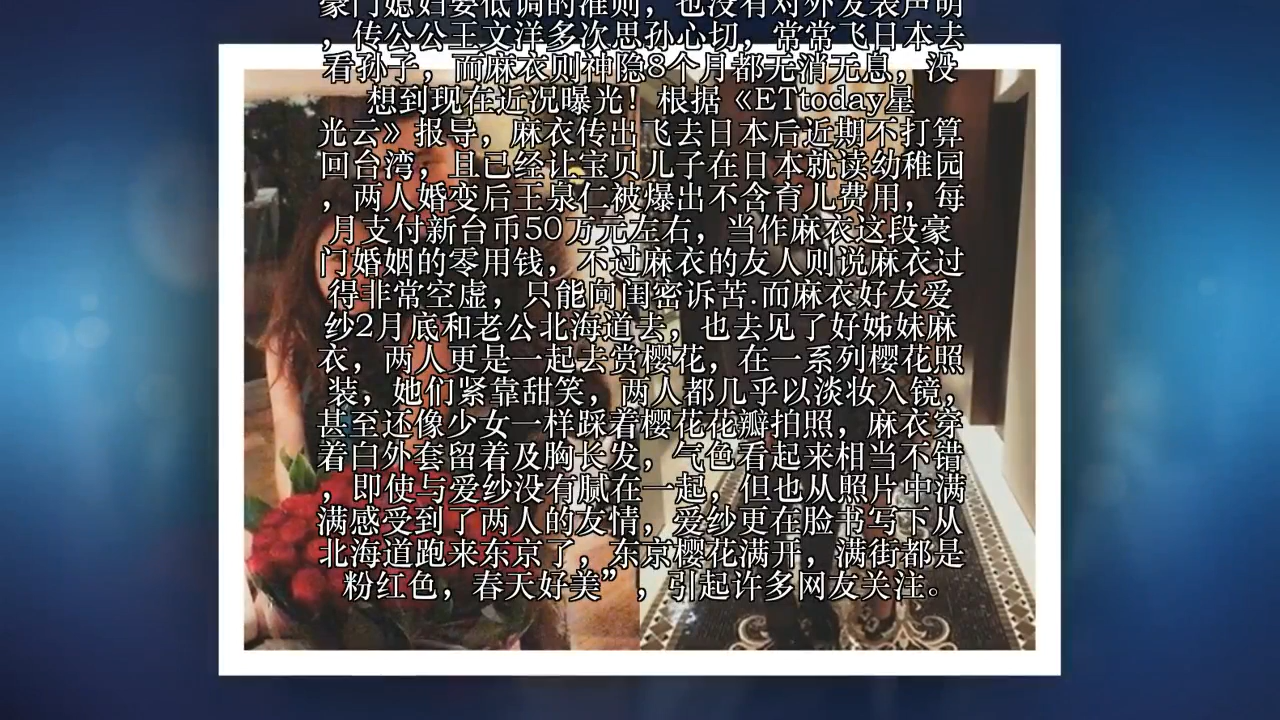 豪门媳妇要低调的准则，也没有对外发表声明
，传公公王文洋多次思孙心切，常常飞日本去
看孙子，而麻衣则神隐8个月都无消无息，没
想到现在近况曝光！根据《ETtoday星
光云》报导，麻衣传出飞去日本后近期不打算
回台湾，且已经让宝贝儿子在日本就读幼稚园
，两人婚变后王泉仁被爆出不含育儿费用，每
月支付新台币50万元左右，当作麻衣这段豪
门婚姻的零用钱，不过麻衣的友人则说麻衣过
得非常空虚，只能向闺密诉苦.而麻衣好友爱
纱2月底和老公北海道去，也去见了好姊妹麻
衣，两人更是一起去赏樱花，在一系列樱花照
装，她们紧靠甜笑，两人都几乎以淡妆入镜，
甚至还像少女一样踩着樱花花瓣拍照，麻衣穿
着白外套留着及胸长发，气色看起来相当不错
，即使与爱纱没有腻在一起，但也从照片中满
满感受到了两人的友情，爱纱更在脸书写下从
北海道跑来东京了，东京樱花满开，满街都是
粉红色，春天好美”，引起许多网友关注。